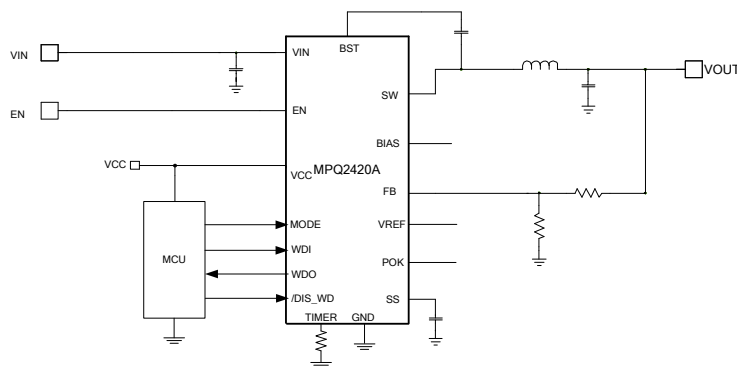 VIN
VIN
BST
VOUT
SW
EN
EN
BIAS
VCC
VCC
MPQ2420A
FB
MODE
VREF
WDI
MCU
WDO
POK
/DIS_WD
SS
TIMER
GND